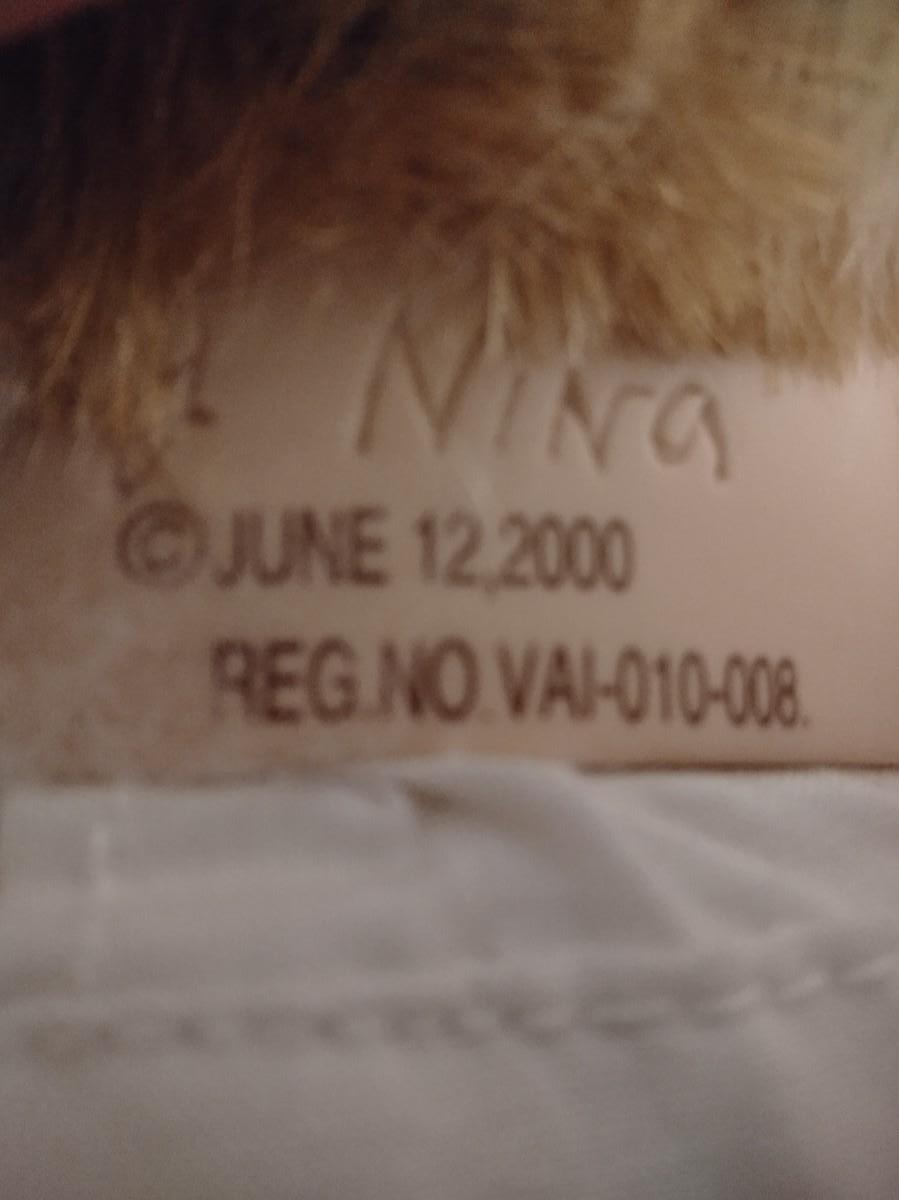 Nina
©JUNE 12,2000
REG.NO VAI-010-008.